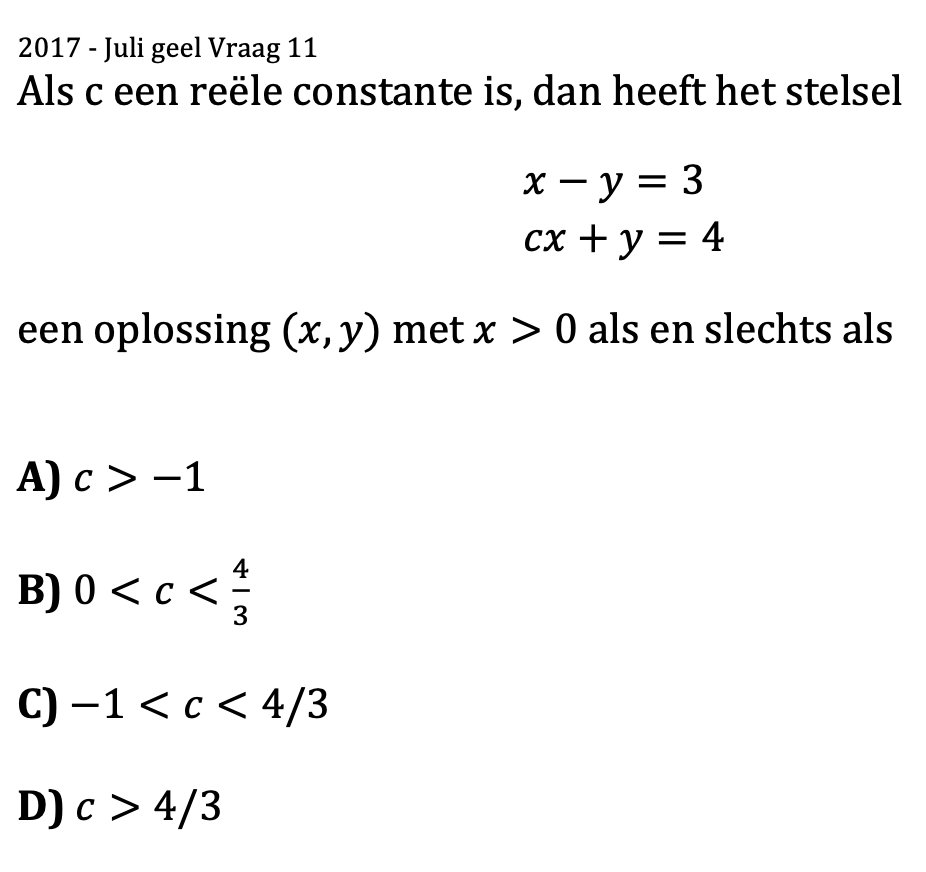 2017 - Juli geel Vraag 11
Als c een reële constante is, dan heeft het stelsel
x − y = 3
cx + y = 4
een oplossing (x, y) met x > 0 als en slechts als
A) c > −1
B) 0 < c < 4/3
C) −1 < c < 4/3
D) c > 4/3